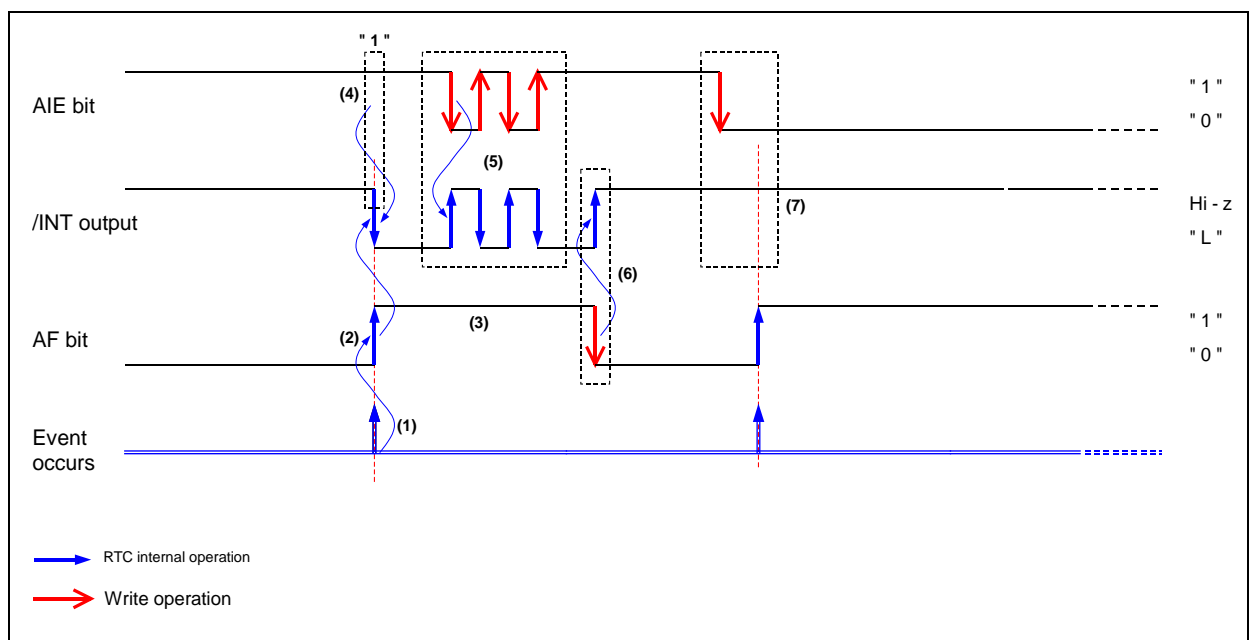 " 1 "
AIE bit
(4)
" 1 "
" 0 "
(5)
/INT output
(7)
Hi - z
" L "
(6)
AF bit
(2)
(3)
" 1 "
" 0 "
Event
occurs
(1)
RTC internal operation
Write operation